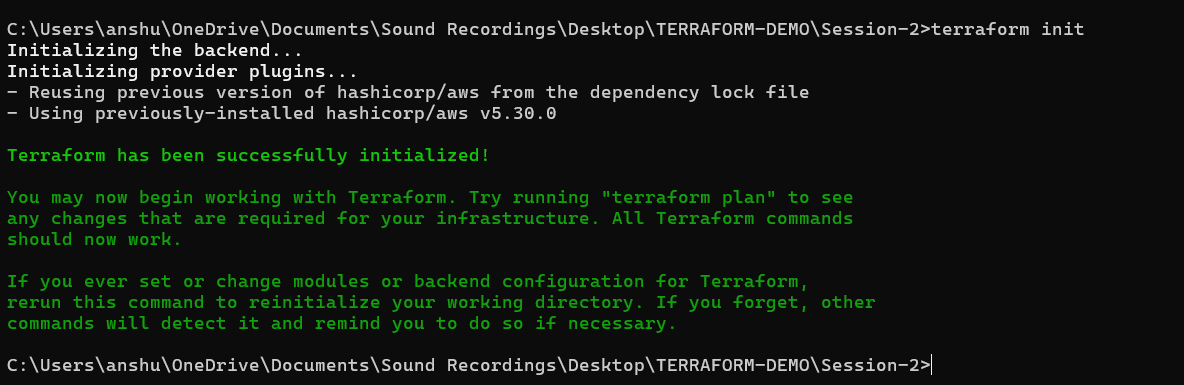 C:\Users\anshu\OneDrive\Documents\Sound Recordings\Desktop\TERRAFORM-DEMO\Session-2>terraform init
Initializing the backend...
Initializing provider plugins...
- Reusing previous version of hashicorp/aws from the dependency lock file
- Using previously-installed hashicorp/aws v5.30.0
Terraform has been successfully initialized!
You may now begin working with Terraform. Try running "terraform plan" to see
any changes that are required for your infrastructure. All Terraform commands
should now work.
If you ever set or change modules or backend configuration for Terraform,
rerun this command to reinitialize your working directory. If you forget, other
commands will detect it and remind you to do so if necessary.
C:\Users\anshu\OneDrive\Documents\Sound Recordings\Desktop\TERRAFORM-DEMO\Session-2>